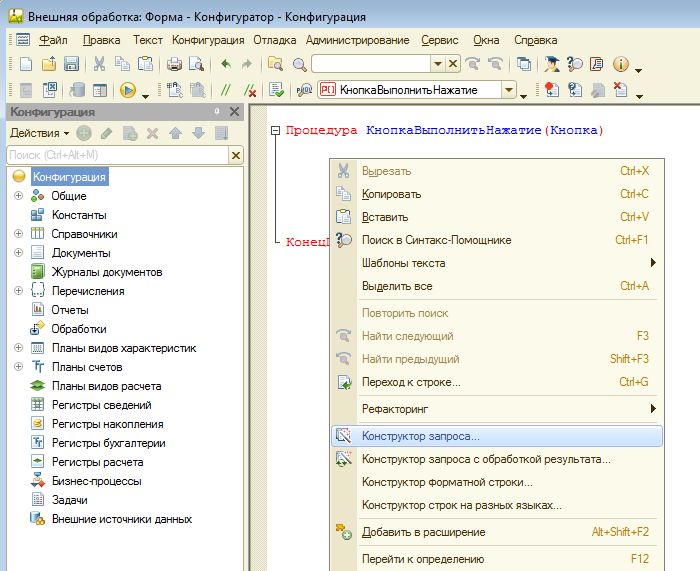 Внешняя обработка: Форма - Конфигуратор - Конфигурация
Файл Правка Текст Конфигурация Отладка Администрирование Сервис Окна Справка
КнопкаВыполнитьНажатие
Конфигурация
Действия
Поиск (Ctrl+Alt+M)
Конфигурация
Общие
Константы
Справочники
Документы
Журналы документов
Перечисления
Отчеты
Обработки
Планы видов характеристик
Планы счетов
Планы видов расчета
Регистры сведений
Регистры накопления
Регистры бухгалтерии
Регистры расчета
Бизнес-процессы
Задачи
Внешние источники данных
Процедура КнопкаВыполнитьНажатие(Кнопка)
Вырезать Ctrl+X
Копировать Ctrl+C
Вставить Ctrl+V
Поиск в Синтакс-Помощнике Ctrl+F1
Шаблоны текста
Выделить все Ctrl+A
Повторить поиск
Найти следующий F3
Найти предыдущий Shift+F3
Переход к строке... Ctrl+G
Рефакторинг
Конструктор запроса...
Конструктор запроса с обработкой результата...
Конструктор форматной строки...
Конструктор строк на разных языках...
Добавить в расширение Alt+Shift+F2
Перейти к определению F12